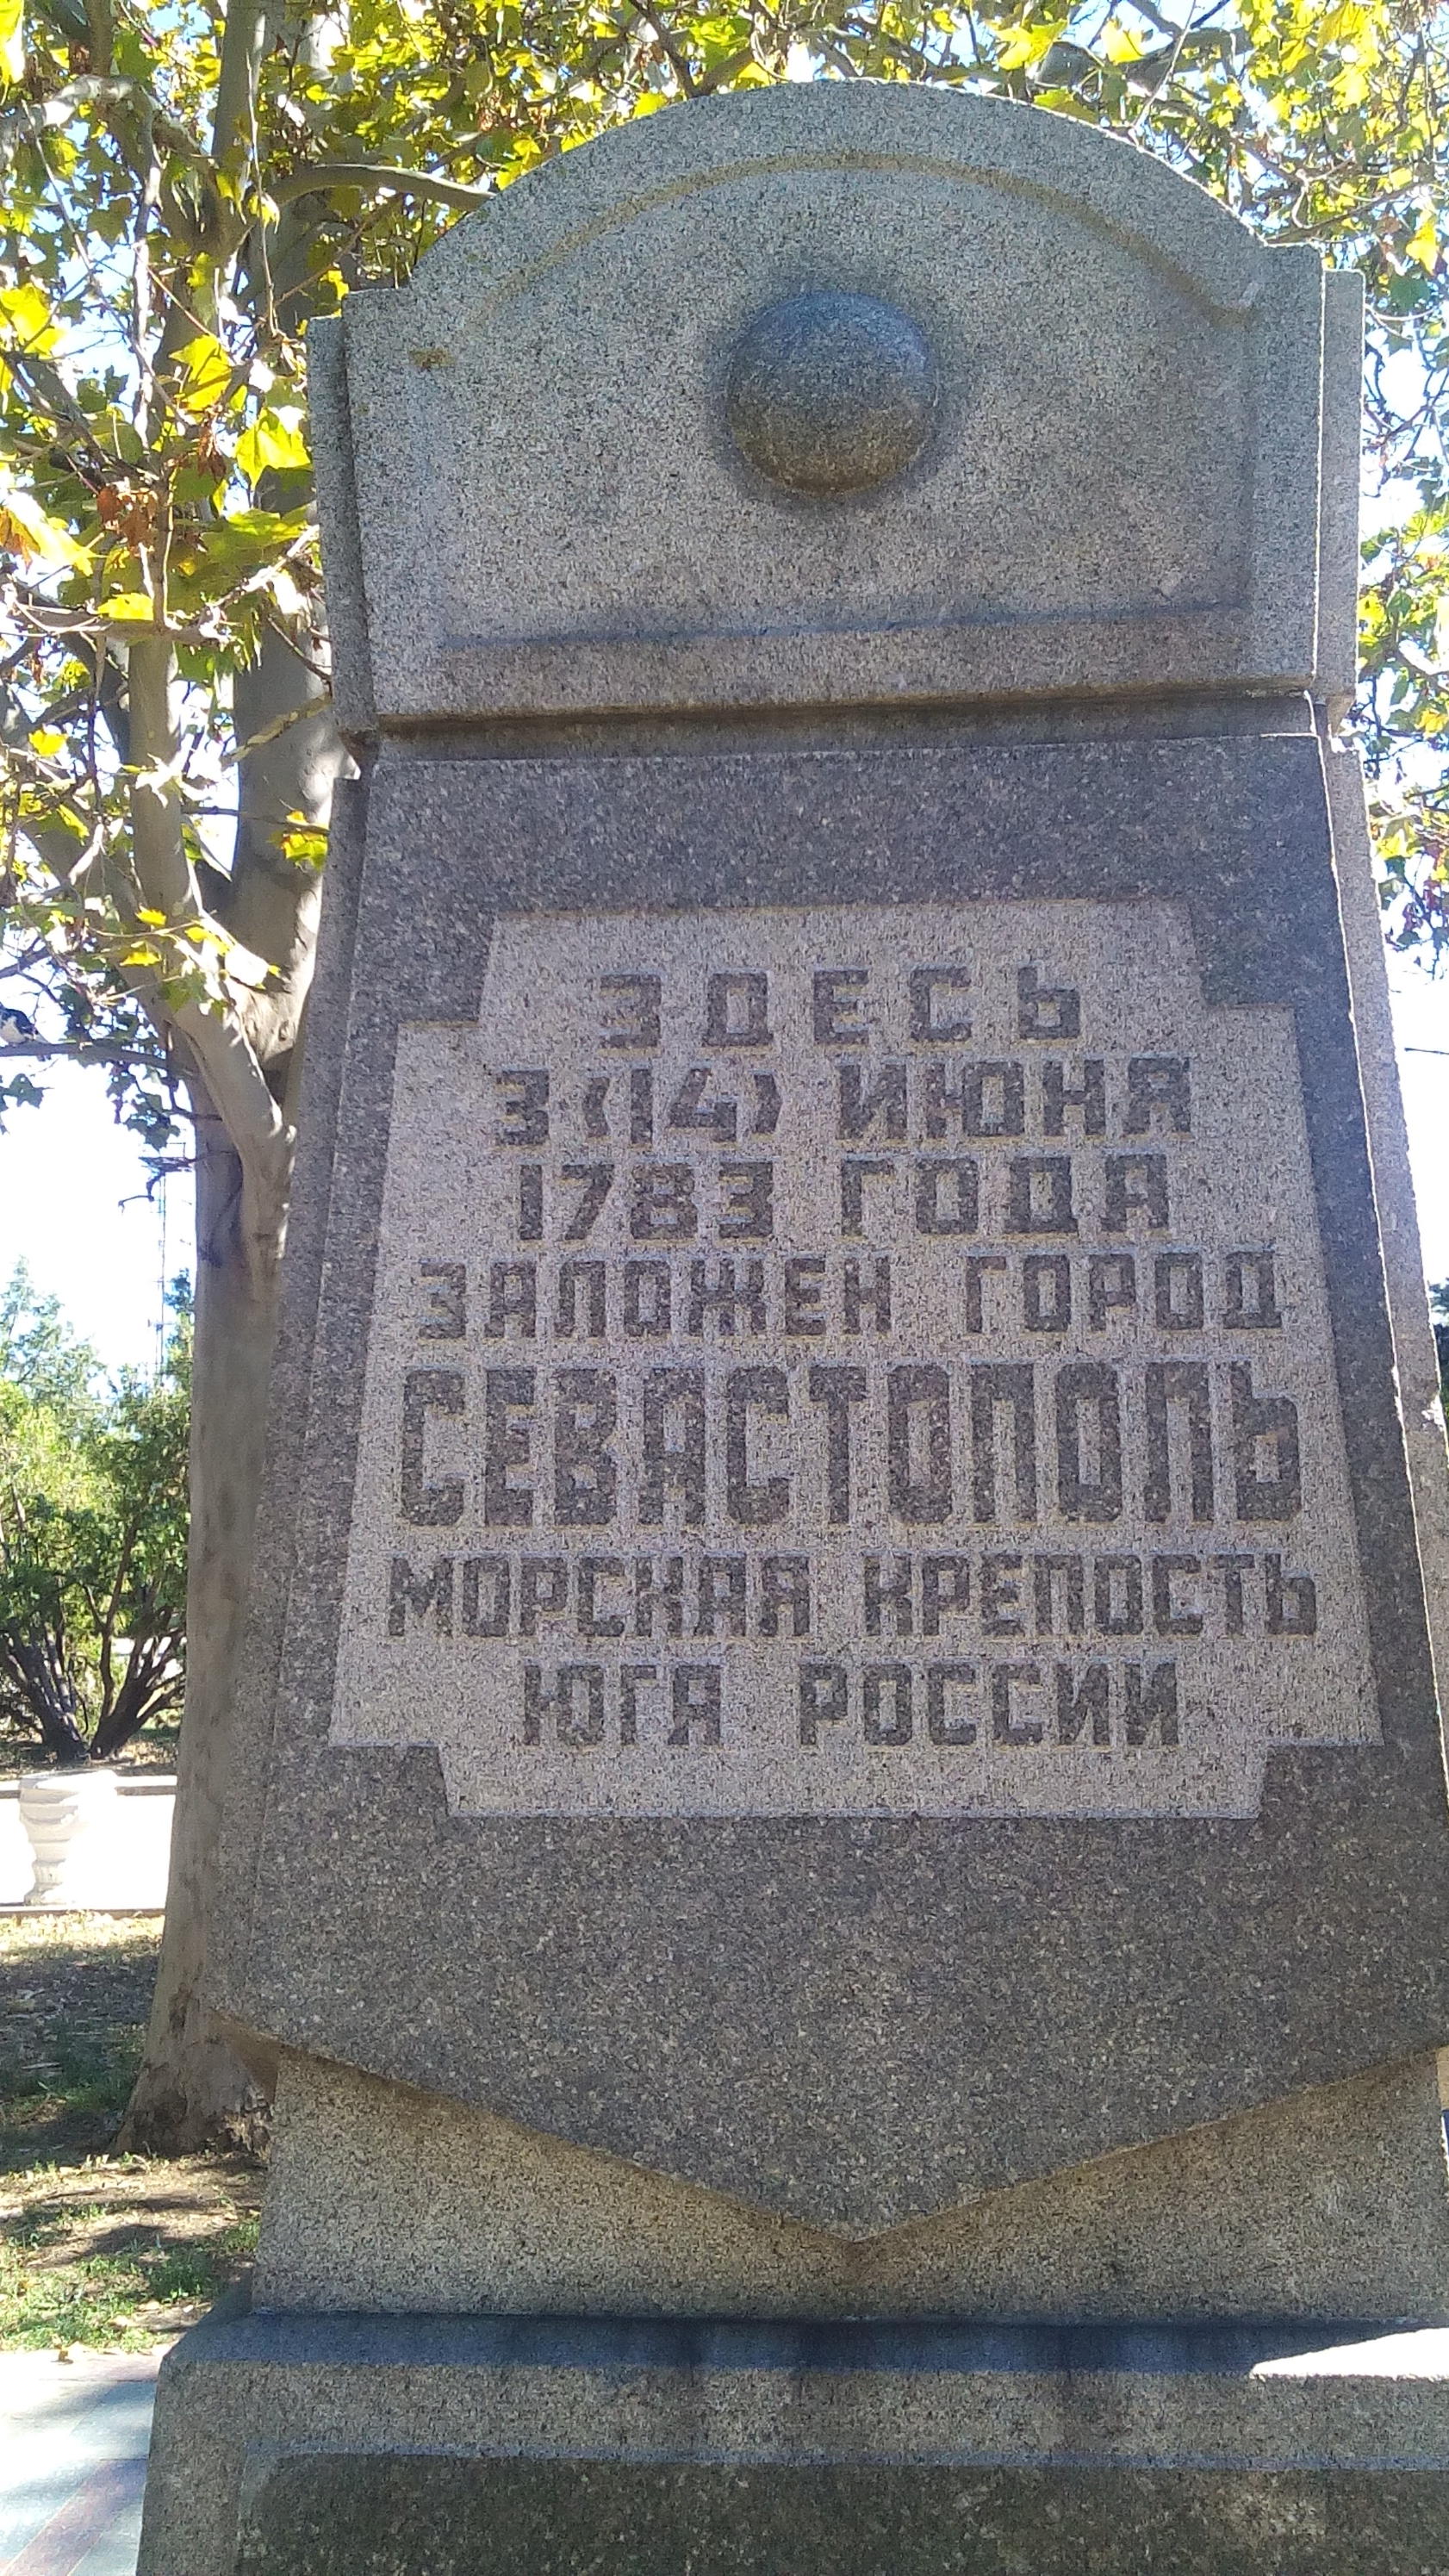 ЗДЕСЬ
3(14) ИЮНЯ
1783 ГОДА
ЗАЛОЖЕН ГОРОД
СЕВАСТОПОЛЬ
МОРСКАЯ КРЕПОСТЬ
ЮГА РОССИИ